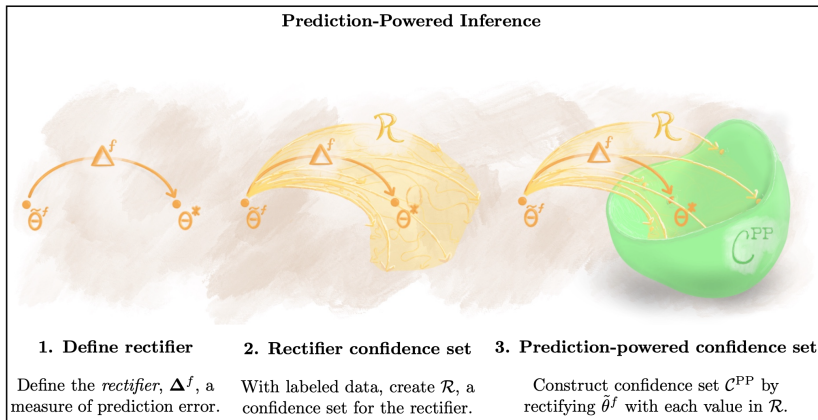 Prediction-Powered Inference
Δ^f
θ̃^f
θ*
R
Δ^f
θ̃^f
θ*
R
Δ^f
θ̃^f
θ*
C^PP
1. Define rectifier
Define the rectifier, Δ^f, a
measure of prediction error.
2. Rectifier confidence set
With labeled data, create R, a
confidence set for the rectifier.
3. Prediction-powered confidence set
Construct confidence set C^PP by
rectifying θ̃^f with each value in R.